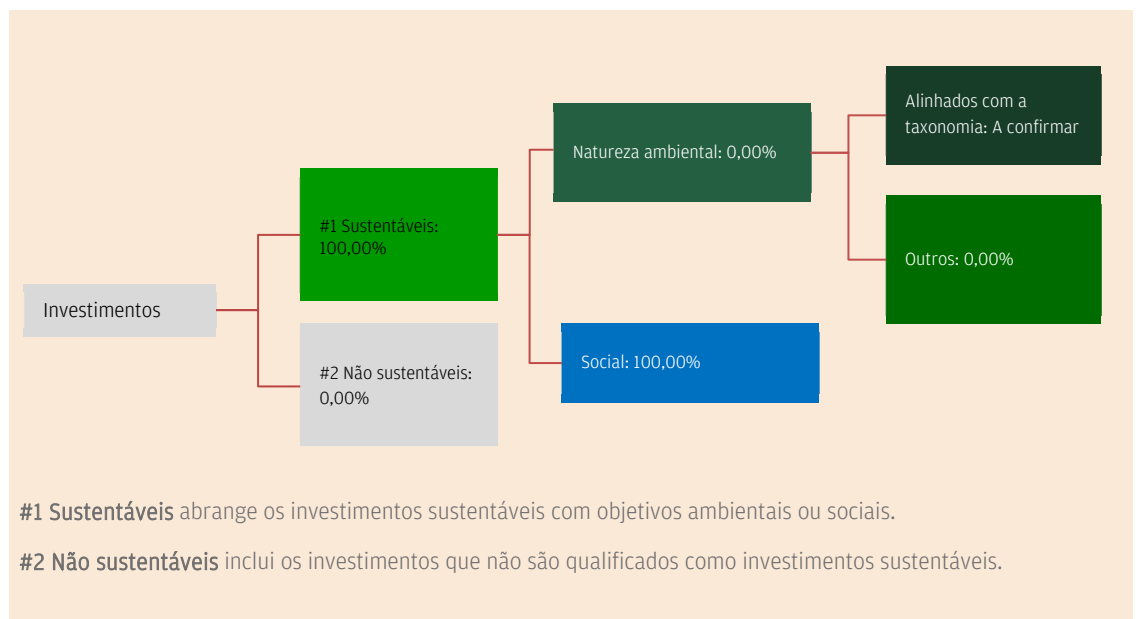 Investimentos
#1 Sustentáveis:
100,00%
#2 Não sustentáveis:
0,00%
Natureza ambiental: 0,00%
Social: 100,00%
Alinhados com a
taxonomia: A confirmar
Outros: 0,00%
#1 Sustentáveis abrange os investimentos sustentáveis com objetivos ambientais ou sociais.
#2 Não sustentáveis inclui os investimentos que não são qualificados como investimentos sustentáveis.